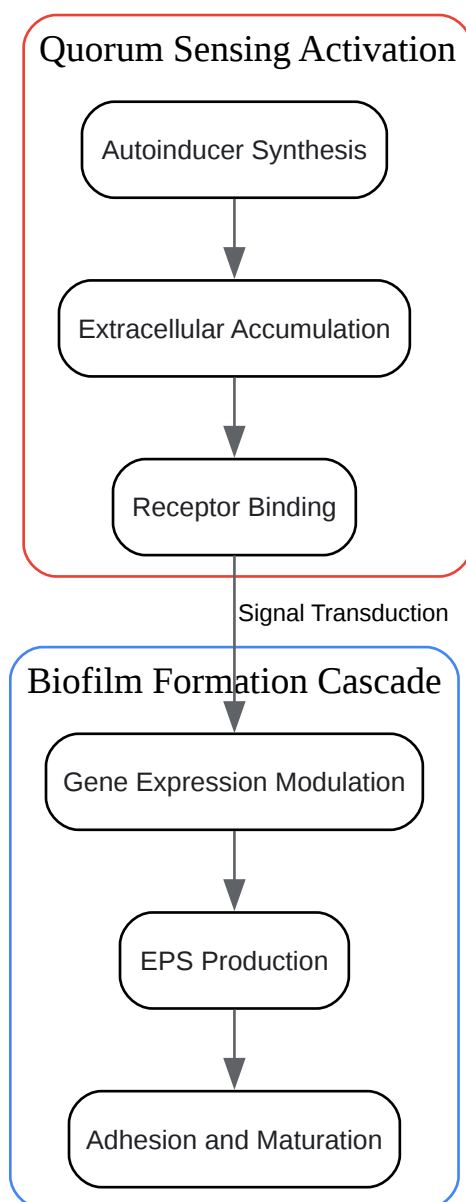 Quorum Sensing Activation
Autoinducer Synthesis
Extracellular Accumulation
Receptor Binding
Signal Transduction
Biofilm Formation Cascade
Gene Expression Modulation
EPS Production
Adhesion and Maturation